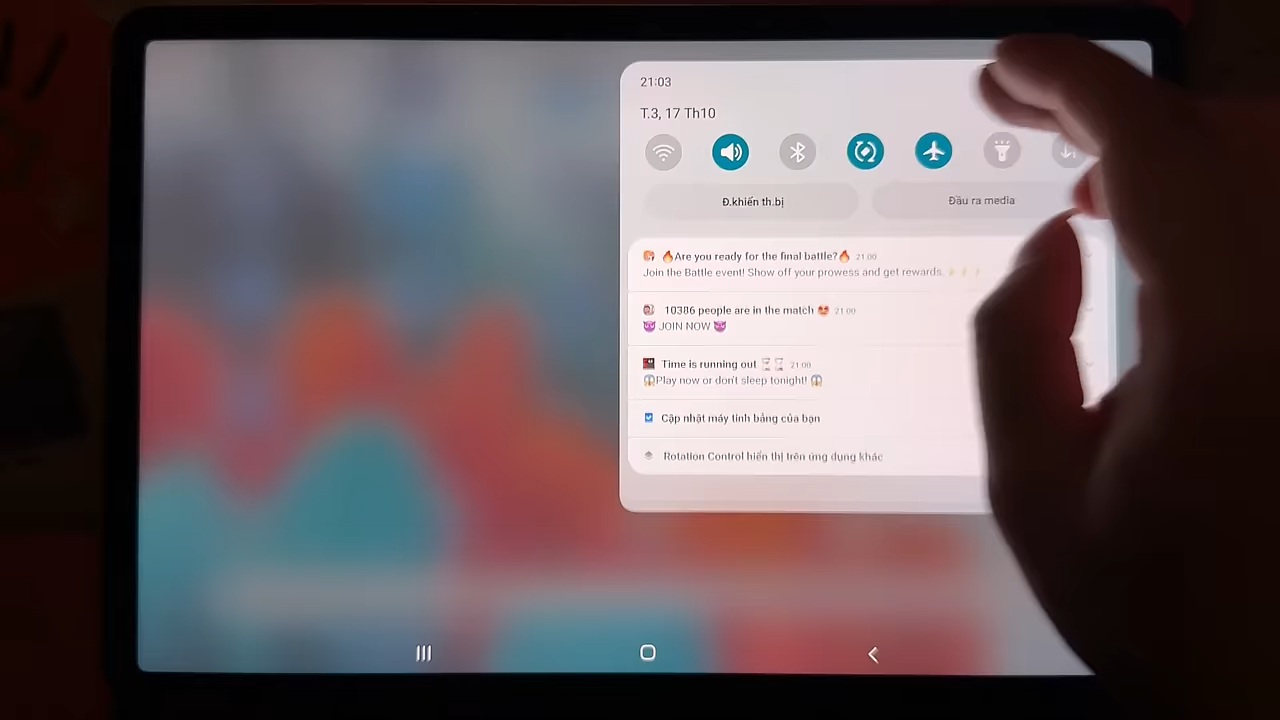 21:03
T.3, 17 Th10
Đ.khiển th.bị
Đầu ra media
🔥Are you ready for the final battle?🔥 21:00
Join the Battle event! Show off your prowess and get rewards.⚡⚡⚡
10386 people are in the match 😍 21:00
😈 JOIN NOW 😈
Time is running out ⏳⏳ 21:00
😱Play now or don't sleep tonight! 😱
Cập nhật máy tính bảng của bạn
Rotation Control hiển thị trên ứng dụng khác